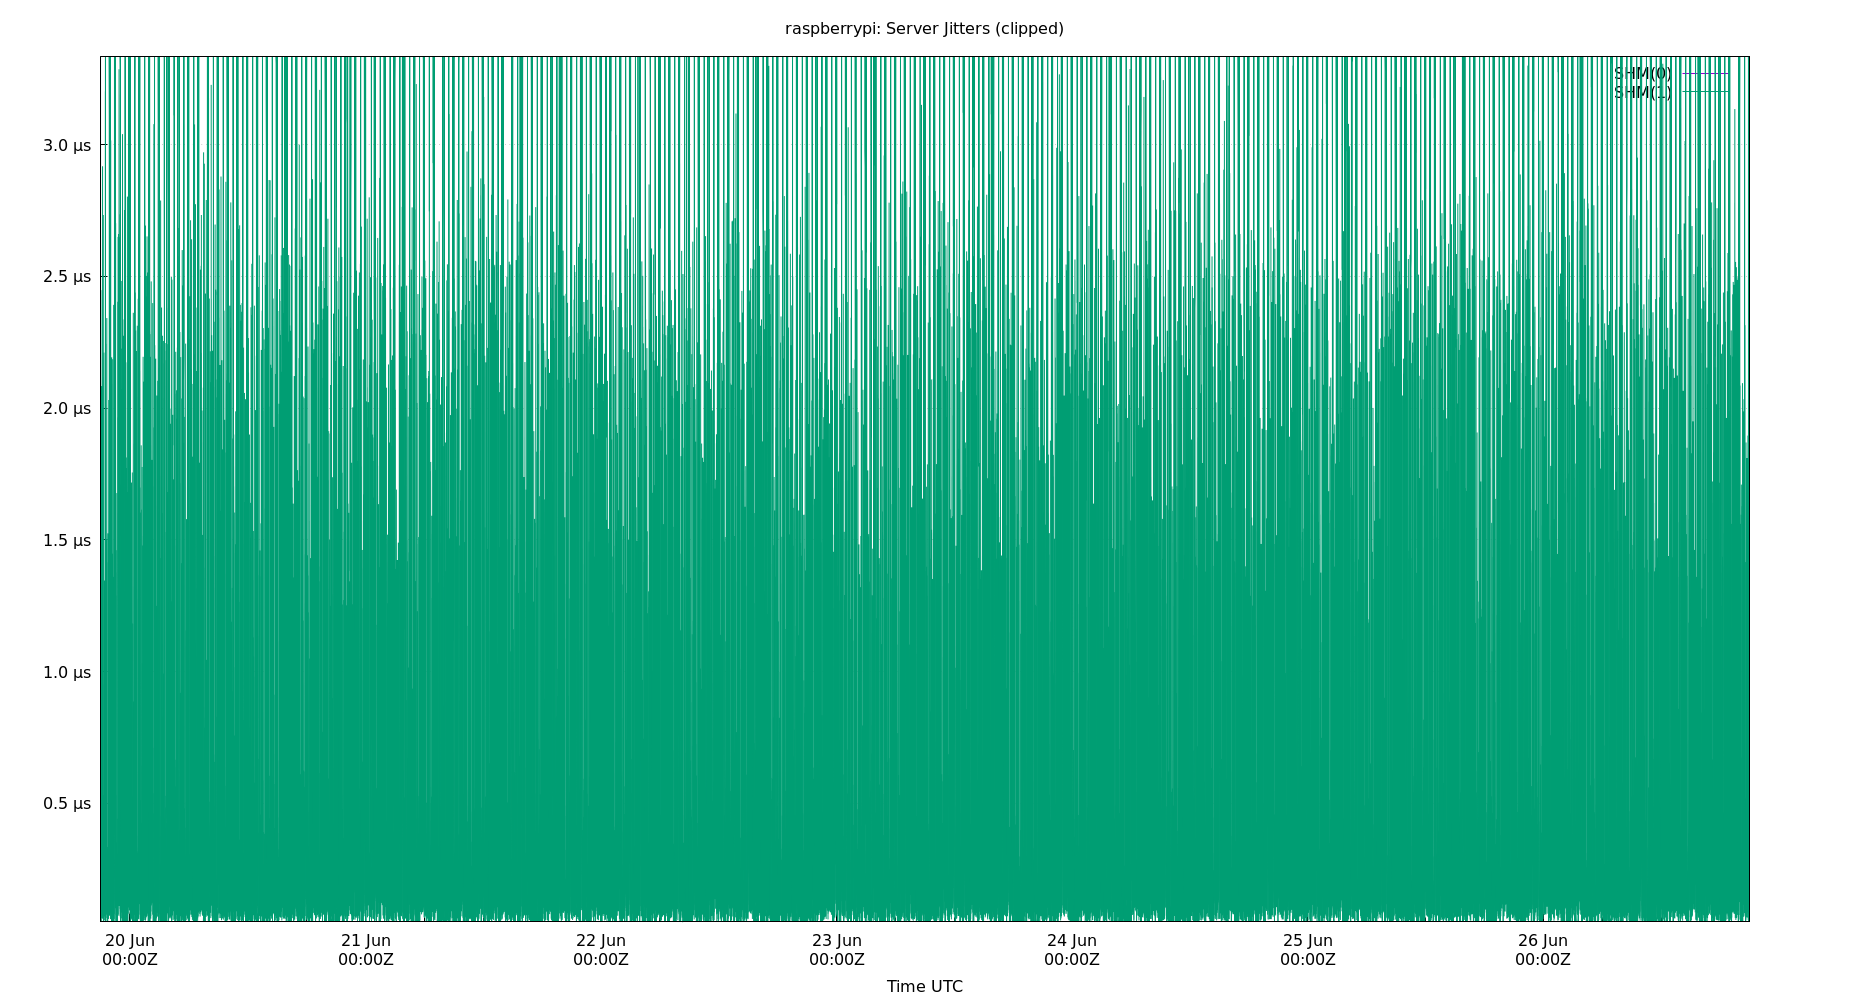 raspberrypi: Server Jitters (clipped)
SHM(0)
SHM(1)
3.0 µs
2.5 µs
2.0 µs
1.5 µs
1.0 µs
0.5 µs
20 Jun 21 Jun 22 Jun 23 Jun 24 Jun 25 Jun 26 Jun
00:00Z 00:00Z 00:00Z 00:00Z 00:00Z 00:00Z 00:00Z
Time UTC